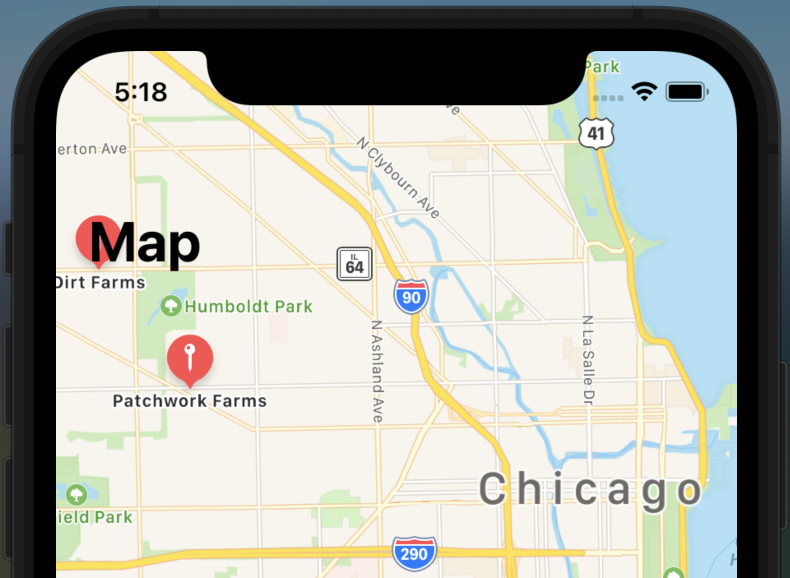 Park
5:18
41
erton Ave
N Clybourn Ave
Map
IL
64
Dirt Farms
90
Humboldt Park
N Ashland Ave
N La Salle Dr
Patchwork Farms
Chicago
ield Park
290